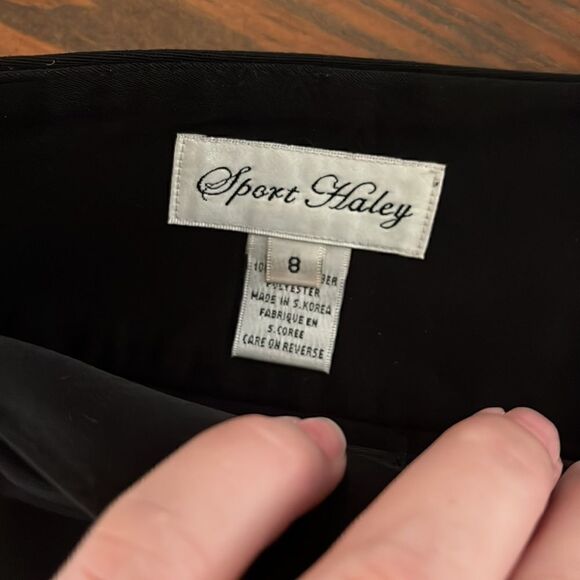 Sport Haley
8
POLYESTER
MADE IN S.KOREA
FABRIQUE EN
S.COREE
CARE ON REVERSE